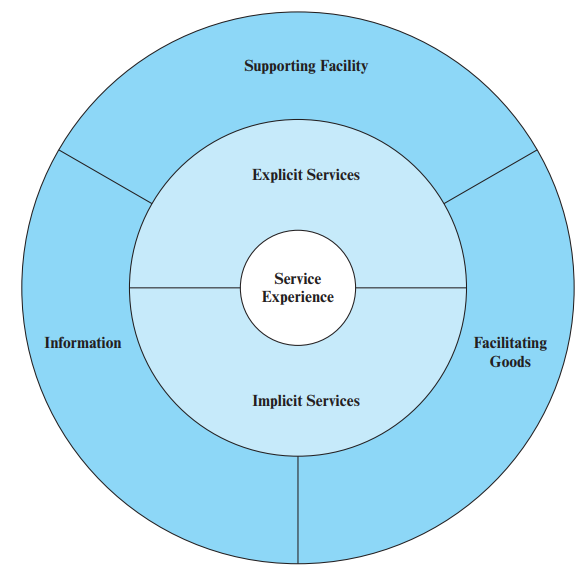 Supporting Facility
Explicit Services
Service
Experience
Information
Facilitating
Goods
Implicit Services